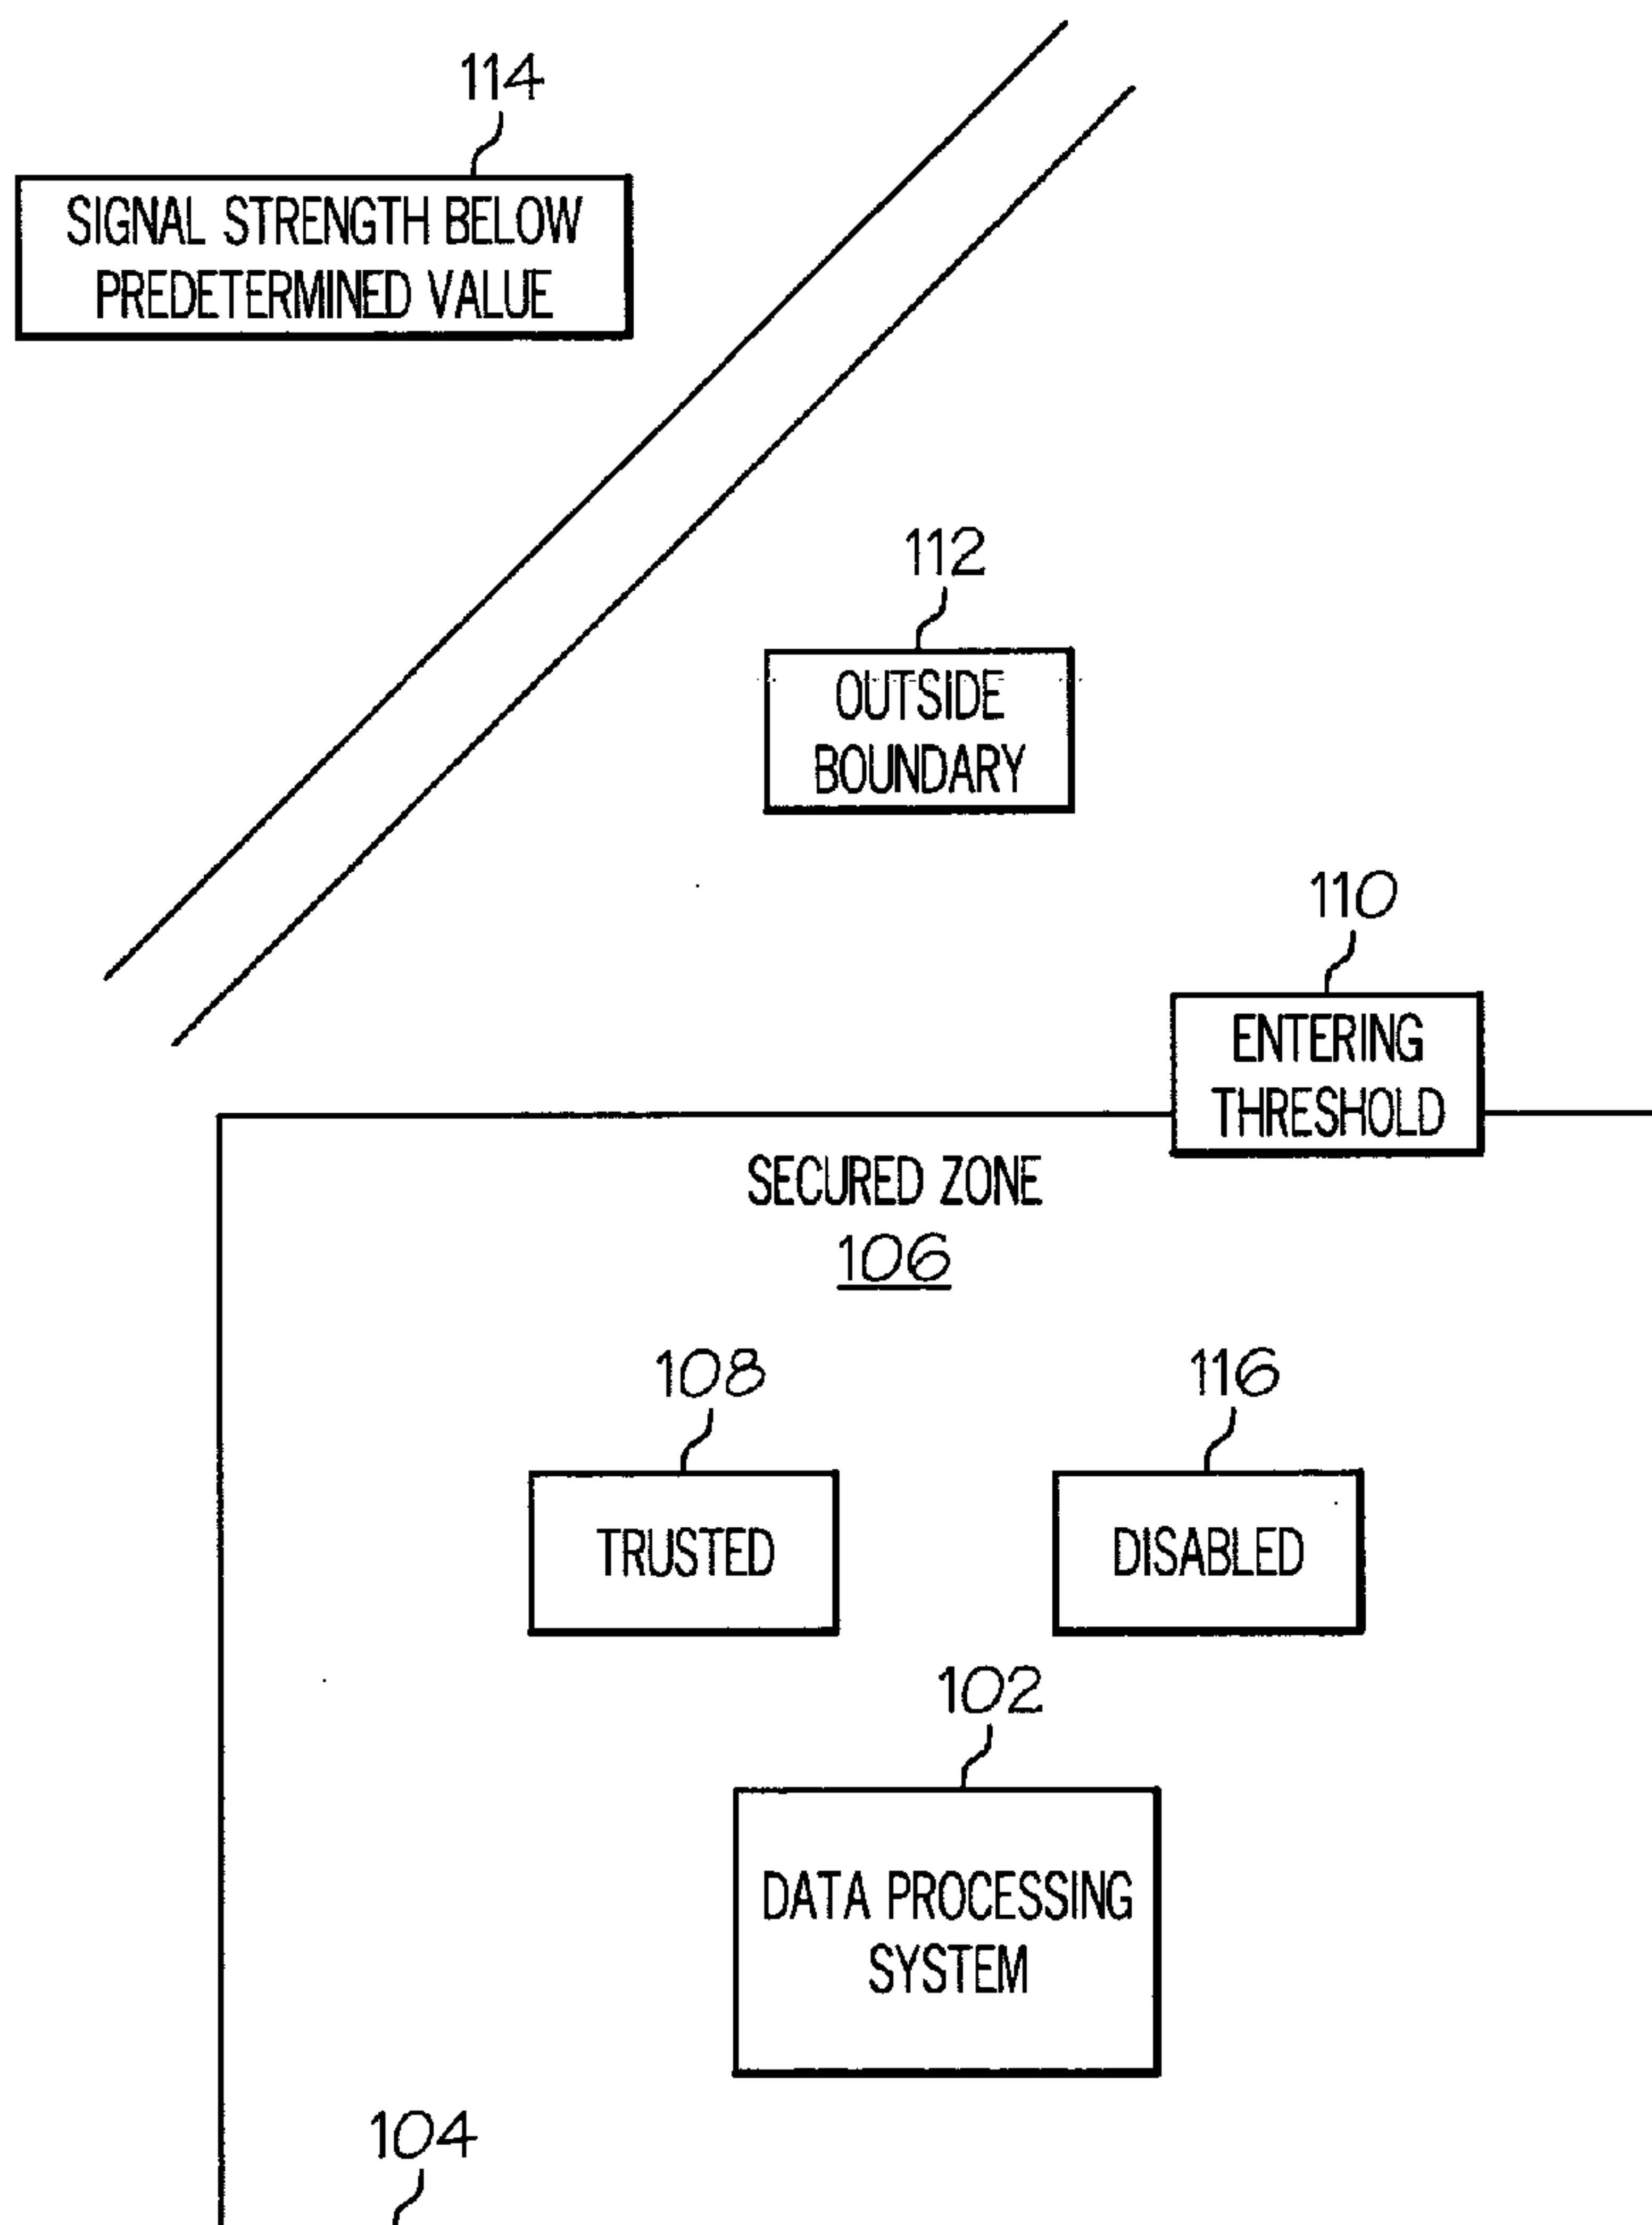 114
SIGNAL STRENGTH BELOW
PREDETERMINED VALUE
112
OUTSIDE
BOUNDARY
110
ENTERING
THRESHOLD
SECURED ZONE
106
108
TRUSTED
116
DISABLED
102
DATA PROCESSING
SYSTEM
104